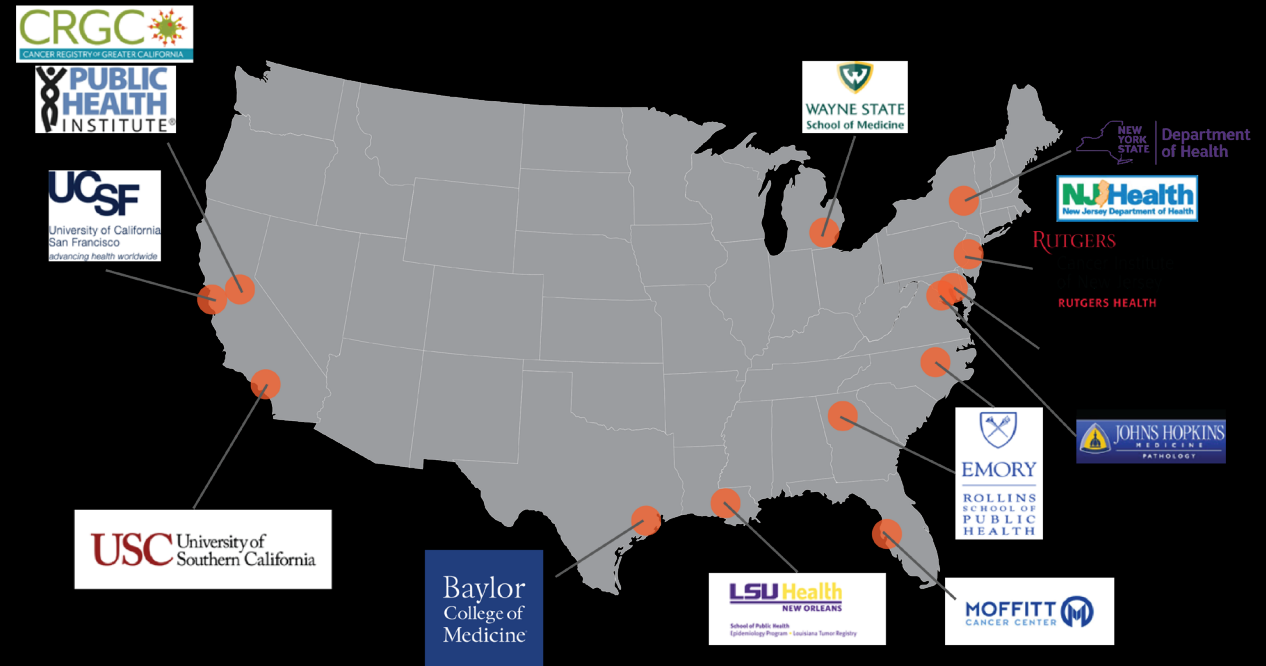 CRGC
CANCER REGISTRY OF GREATER CALIFORNIA
PUBLIC
HEALTH
INSTITUTE®
UCSF
University of California
San Francisco
advancing health worldwide
USC University of
Southern California
Baylor
College of
Medicine
WAYNE STATE
School of Medicine
NEW
YORK
STATE
Department
of Health
NJHealth
New Jersey Department of Health
RUTGERS
RUTGERS HEALTH
JOHNS HOPKINS
MEDICINE
PATHOLOGY
EMORY
ROLLINS
SCHOOL OF
PUBLIC
HEALTH
LSU Health
NEW ORLEANS
School of Public Health
Epidemiology Program • Louisiana Tumor Registry
MOFFITT
CANCER CENTER